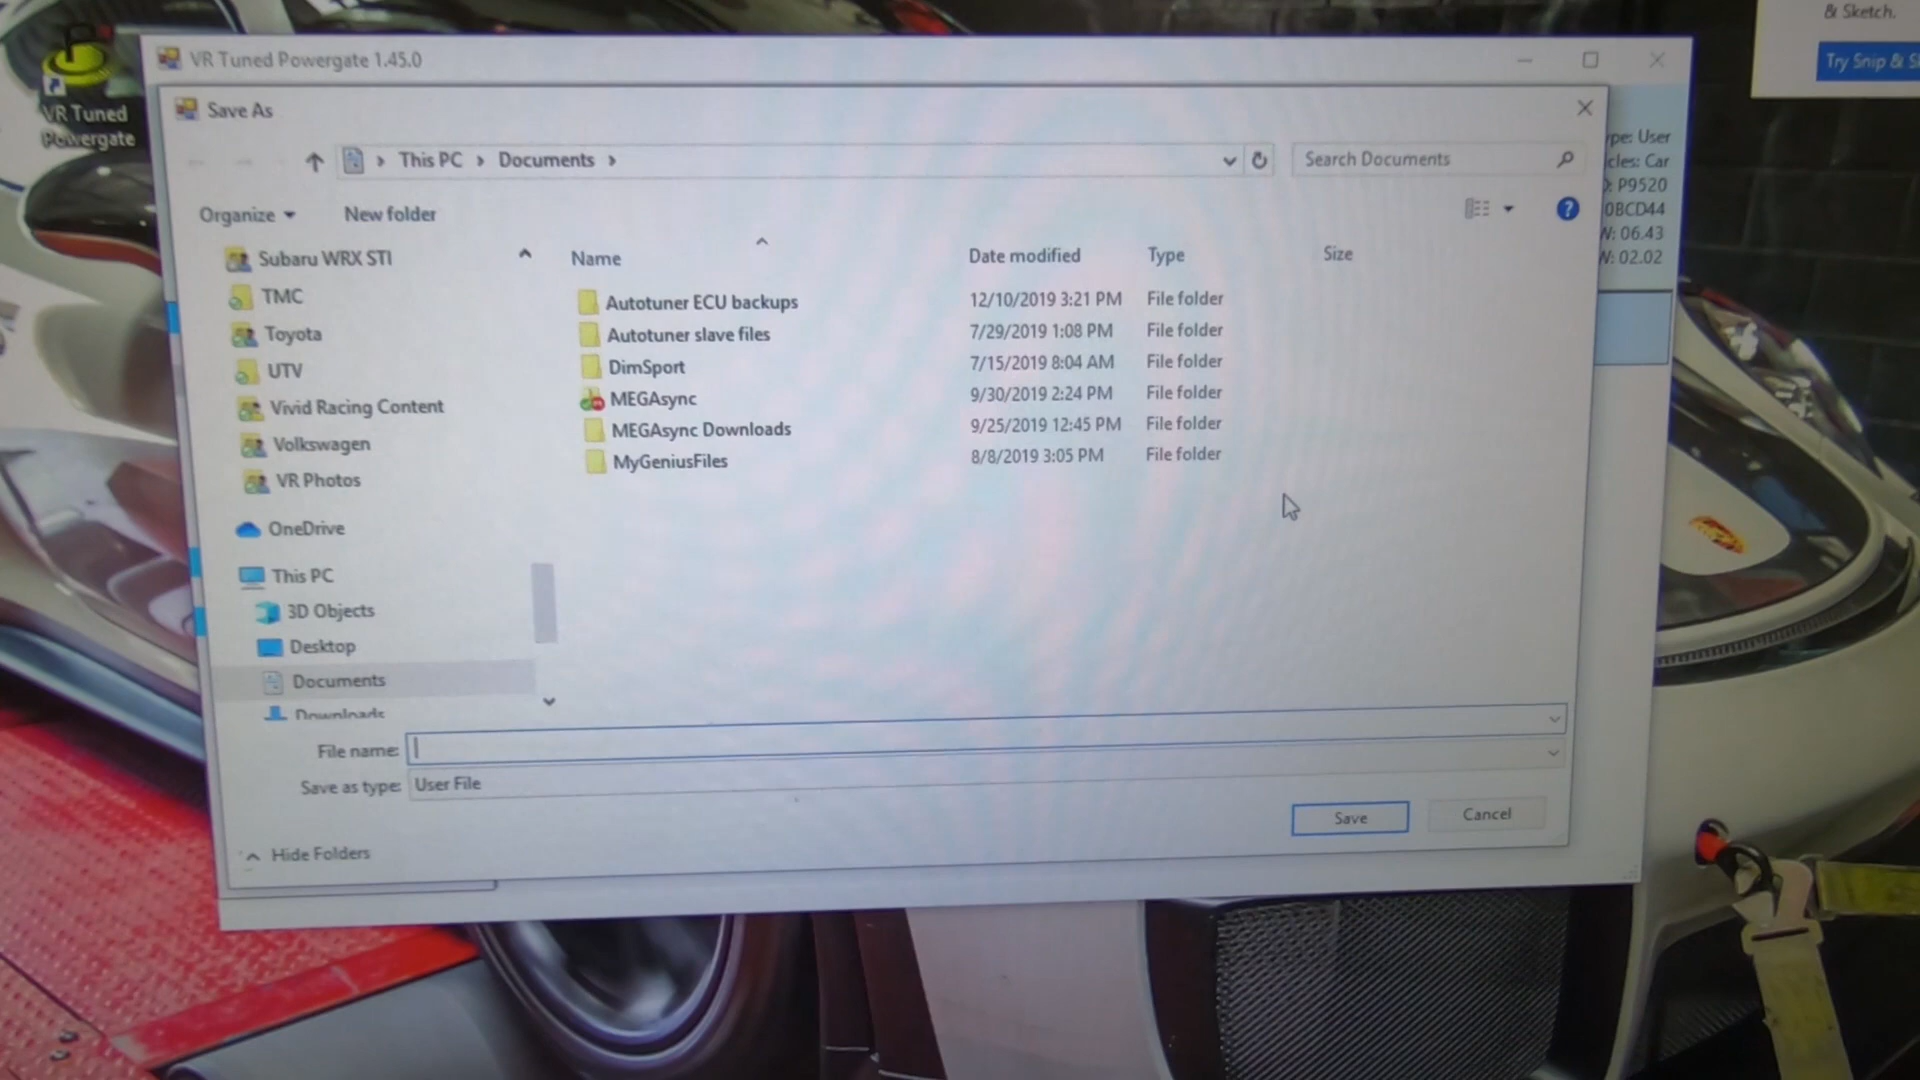 & Sketch.
Try Snip &
VR Tuned
Powergate
VR Tuned Powergate 1.45.0
Save As
This PC > Documents >
Search Documents
Organize
New folder
Name
Date modified
Type
Size
Subaru WRX STI
TMC
Toyota
UTV
Vivid Racing Content
Volkswagen
VR Photos
OneDrive
This PC
3D Objects
Desktop
Documents
Downloads
Autotuner ECU backups 12/10/2019 3:21 PM File folder
Autotuner slave files 7/29/2019 1:08 PM File folder
DimSport 7/15/2019 8:04 AM File folder
MEGAsync 9/30/2019 2:24 PM File folder
MEGAsync Downloads 9/25/2019 12:45 PM File folder
MyGeniusFiles 8/8/2019 3:05 PM File folder
pe: User
cles: Car
: P9520
0BCD44
: 06.43
: 02.02
File name:
Save as type: User File
Save
Cancel
Hide Folders